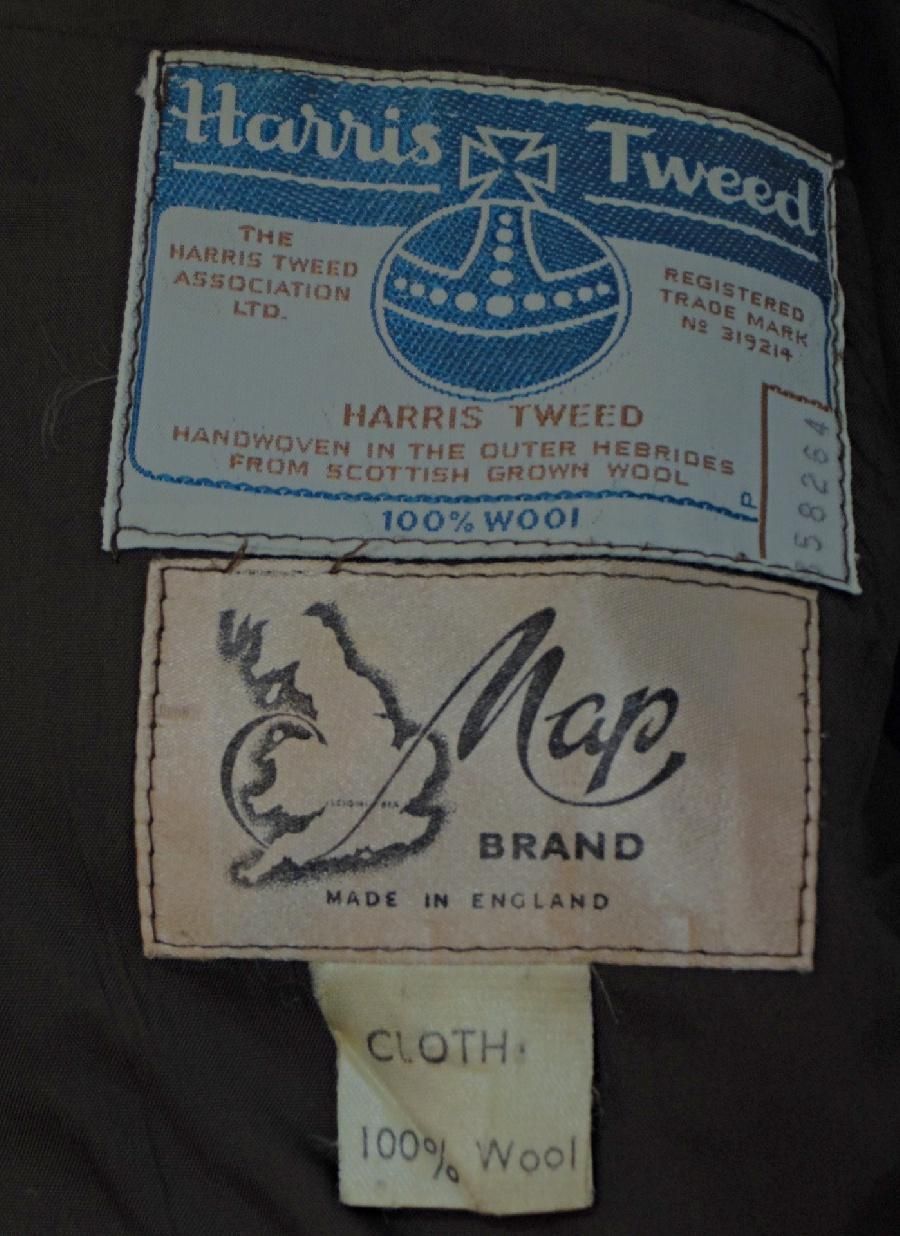 Harris Tweed
THE
HARRIS TWEED
ASSOCIATION
LTD.
REGISTERED
TRADE MARK
Nº 319214
HARRIS TWEED
HANDWOVEN IN THE OUTER HEBRIDES
FROM SCOTTISH GROWN WOOL
P
58264
100% WOOl
Map
BRAND
MADE IN ENGLAND
CLOTH:
100% Wool